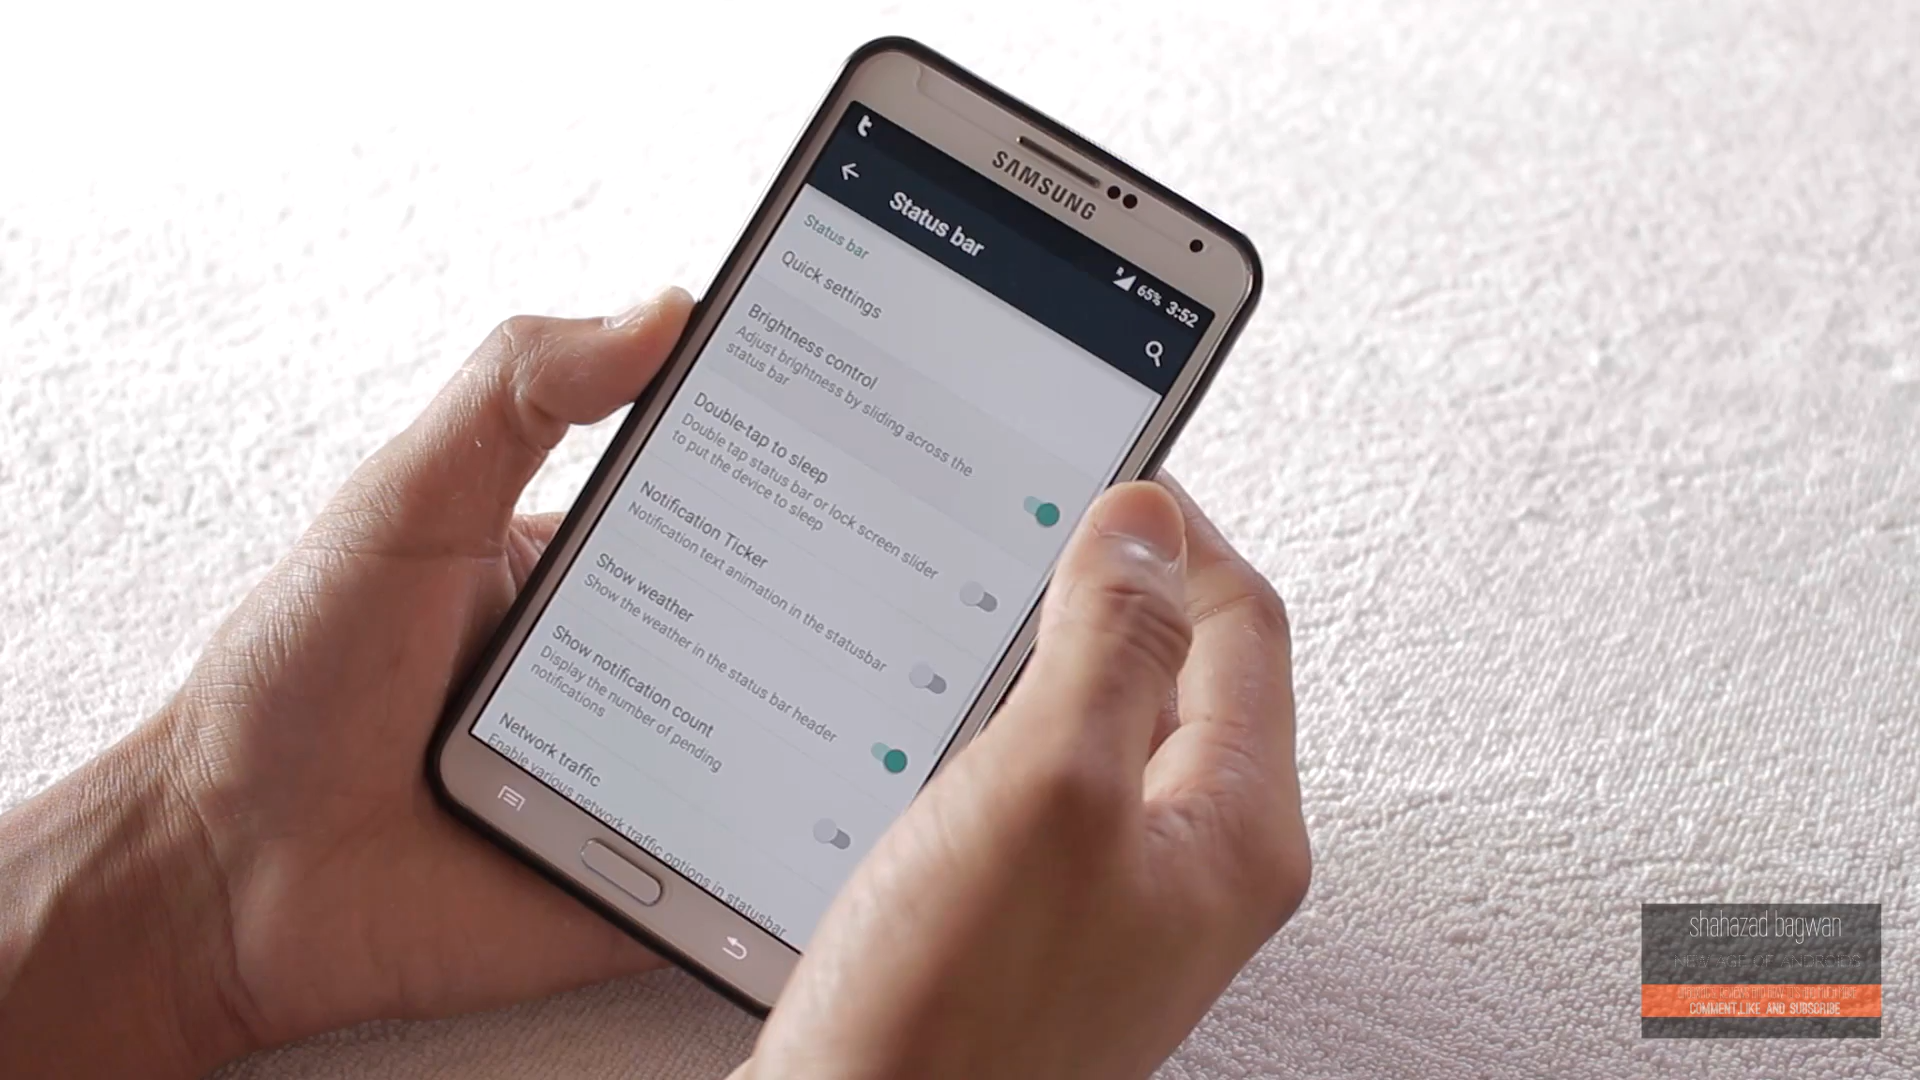 SAMSUNG
R 65% 3:52
Status bar
Status bar
Quick settings
Brightness control
Adjust brightness by sliding across the
status bar
Double-tap to sleep
Double tap status bar or lock screen slider
to put the device to sleep
Notification Ticker
Notification text animation in the statusbar
Show weather
Show the weather in the status bar header
Show notification count
Display the number of pending
notifications
Network traffic
Enable various network traffic options in statusbar
shahazad bagwan
NEW AGE OF ANDROIDS
COMMENT,LIKE AND SUBSCRIBE